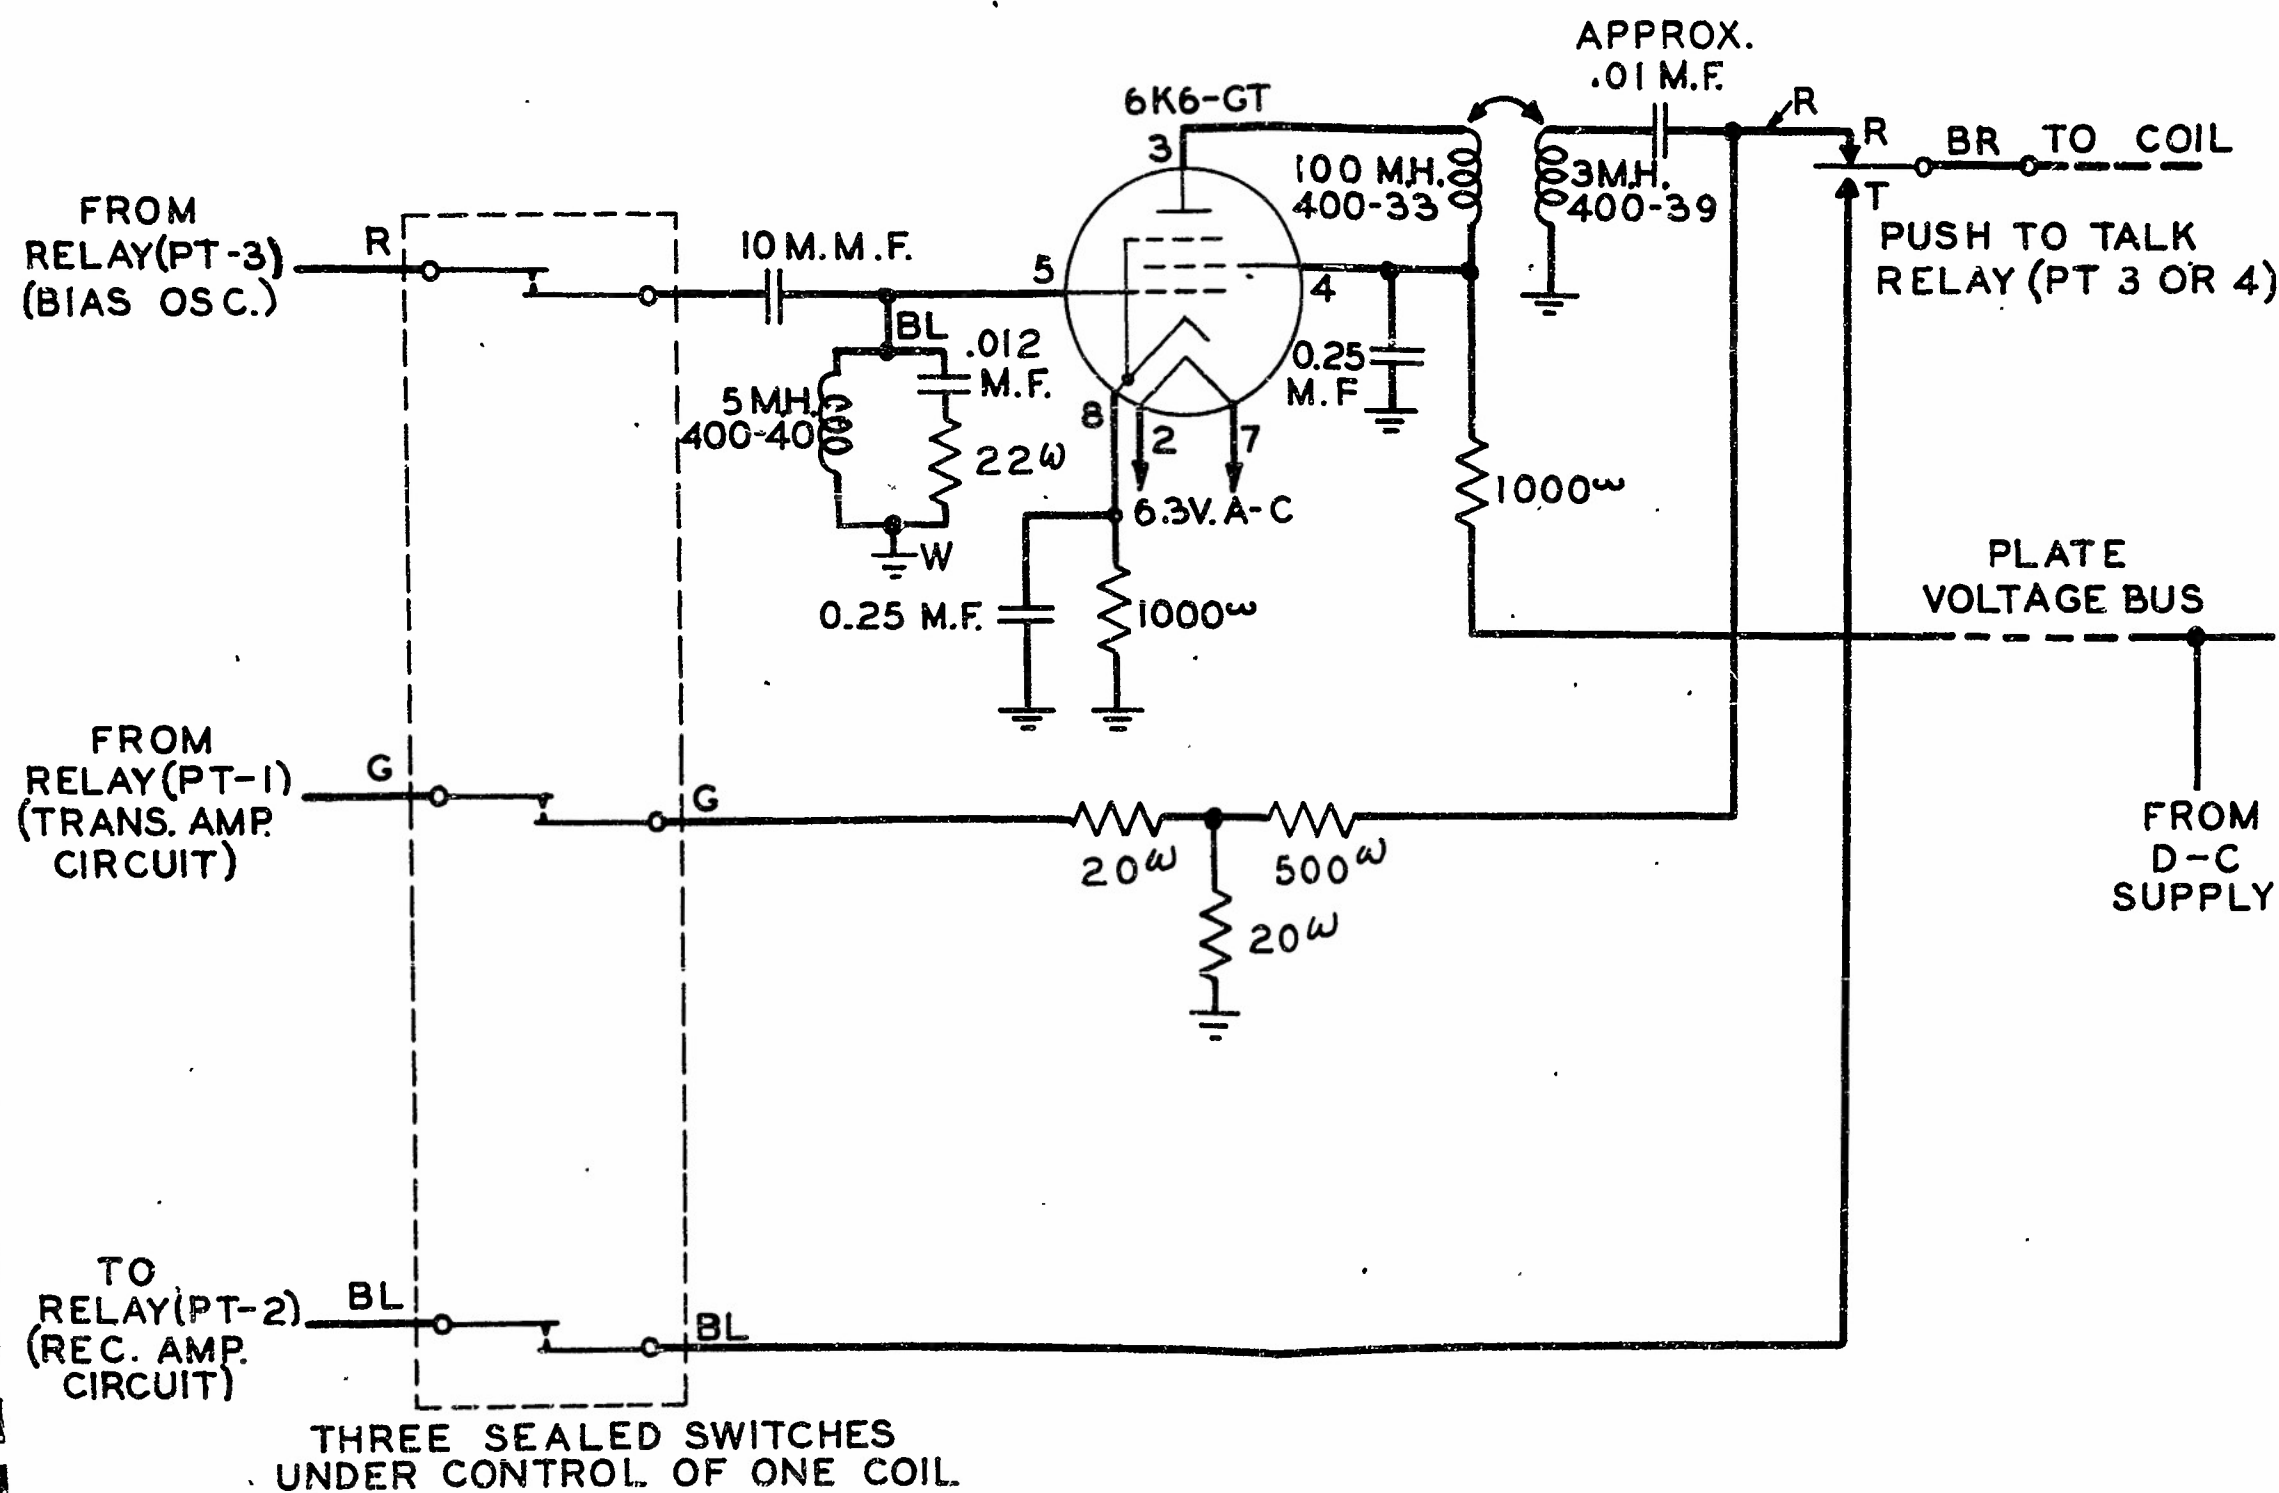 APPROX.
.01 M.F.
6K6-GT
R
3
R
BR TO COIL
100 M.H.
400-33
3 M.H.
400-39
T
FROM
RELAY(PT-3)
(BIAS OSC.)
R
10 M.M.F.
5
4
PUSH TO TALK
RELAY (PT 3 OR 4)
BL
.012
M.F.
0.25
M.F
5 M.H.
400-40
22ω
8
2
7
6.3V. A-C
1000ω
W
0.25 M.F.
1000ω
PLATE
VOLTAGE BUS
FROM
RELAY(PT-1)
(TRANS. AMP.
CIRCUIT)
G
G
20ω
500ω
20ω
FROM
D-C
SUPPLY
TO
RELAY(PT-2)
(REC. AMP.
CIRCUIT)
BL
BL
THREE SEALED SWITCHES
UNDER CONTROL OF ONE COIL